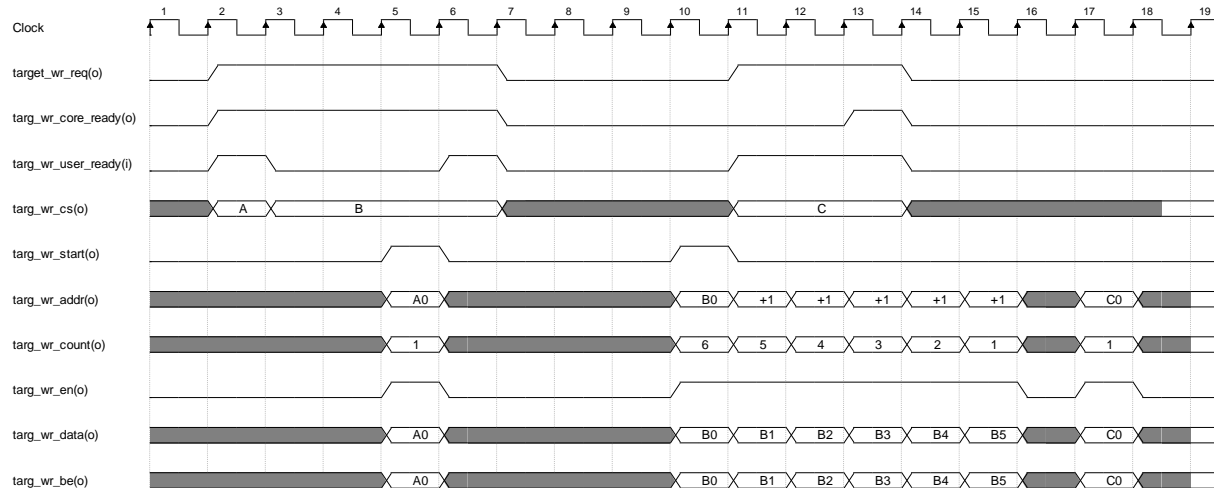 1 2 3 4 5 6 7 8 9 10 11 12 13 14 15 16 17 18 19
Clock
target_wr_req(o)
targ_wr_core_ready(o)
targ_wr_user_ready(i)
targ_wr_cs(o) A B C
targ_wr_start(o)
targ_wr_addr(o) A0 B0 +1 +1 +1 +1 +1 C0
targ_wr_count(o) 1 6 5 4 3 2 1 1
targ_wr_en(o)
targ_wr_data(o) A0 B0 B1 B2 B3 B4 B5 C0
targ_wr_be(o) A0 B0 B1 B2 B3 B4 B5 C0